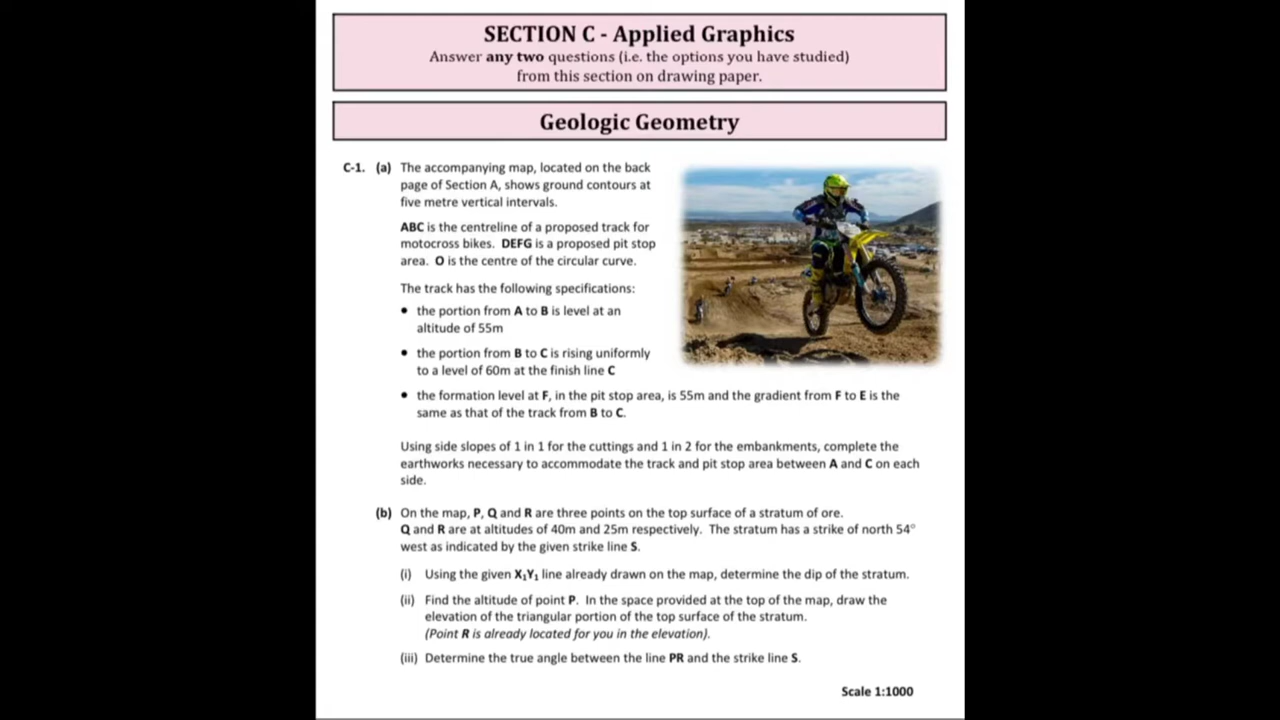 SECTION C - Applied Graphics
Answer any two questions (i.e. the options you have studied)
from this section on drawing paper.
Geologic Geometry
C-1. (a) The accompanying map, located on the back
page of Section A, shows ground contours at
five metre vertical intervals.
ABC is the centreline of a proposed track for
motocross bikes. DEFG is a proposed pit stop
area. O is the centre of the circular curve.
The track has the following specifications:
• the portion from A to B is level at an
altitude of 55m
• the portion from B to C is rising uniformly
to a level of 60m at the finish line C
• the formation level at F, in the pit stop area, is 55m and the gradient from F to E is the
same as that of the track from B to C.
Using side slopes of 1 in 1 for the cuttings and 1 in 2 for the embankments, complete the
earthworks necessary to accommodate the track and pit stop area between A and C on each
side.
(b) On the map, P, Q and R are three points on the top surface of a stratum of ore.
Q and R are at altitudes of 40m and 25m respectively. The stratum has a strike of north 54°
west as indicated by the given strike line S.
(i) Using the given X₁Y₁ line already drawn on the map, determine the dip of the stratum.
(ii) Find the altitude of point P. In the space provided at the top of the map, draw the
elevation of the triangular portion of the top surface of the stratum.
(Point R is already located for you in the elevation).
(iii) Determine the true angle between the line PR and the strike line S.
Scale 1:1000